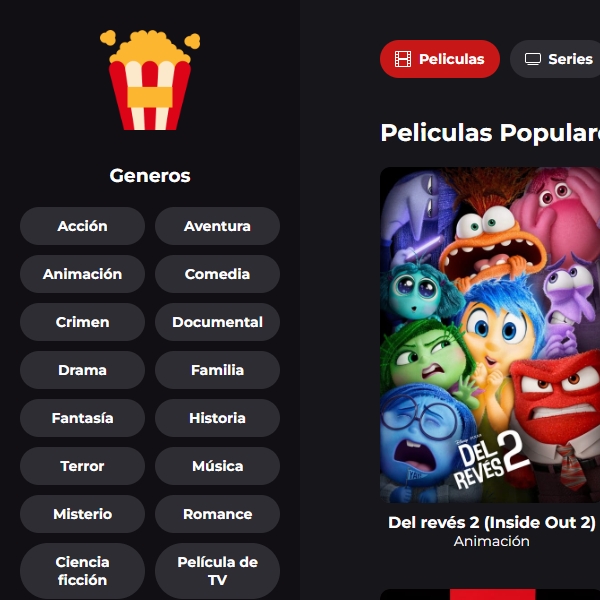 Generos
Acción
Aventura
Animación
Comedia
Crimen
Documental
Drama
Familia
Fantasía
Historia
Terror
Música
Misterio
Romance
Ciencia
ficción
Película de
TV
Peliculas
Series
Peliculas Popular
DEL
REVÉS 2
Del revés 2 (Inside Out 2)
Animación